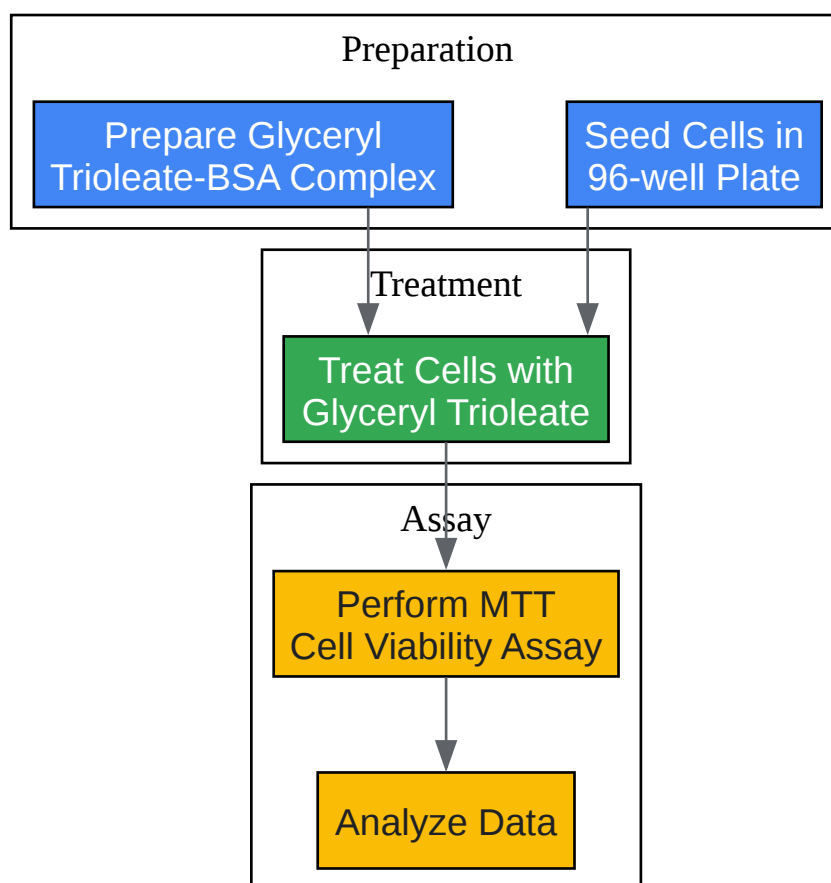 Preparation
Prepare Glyceryl
Trioleate-BSA Complex
Seed Cells in
96-well Plate
Treatment
Treat Cells with
Glyceryl Trioleate
Assay
Perform MTT
Cell Viability Assay
Analyze Data